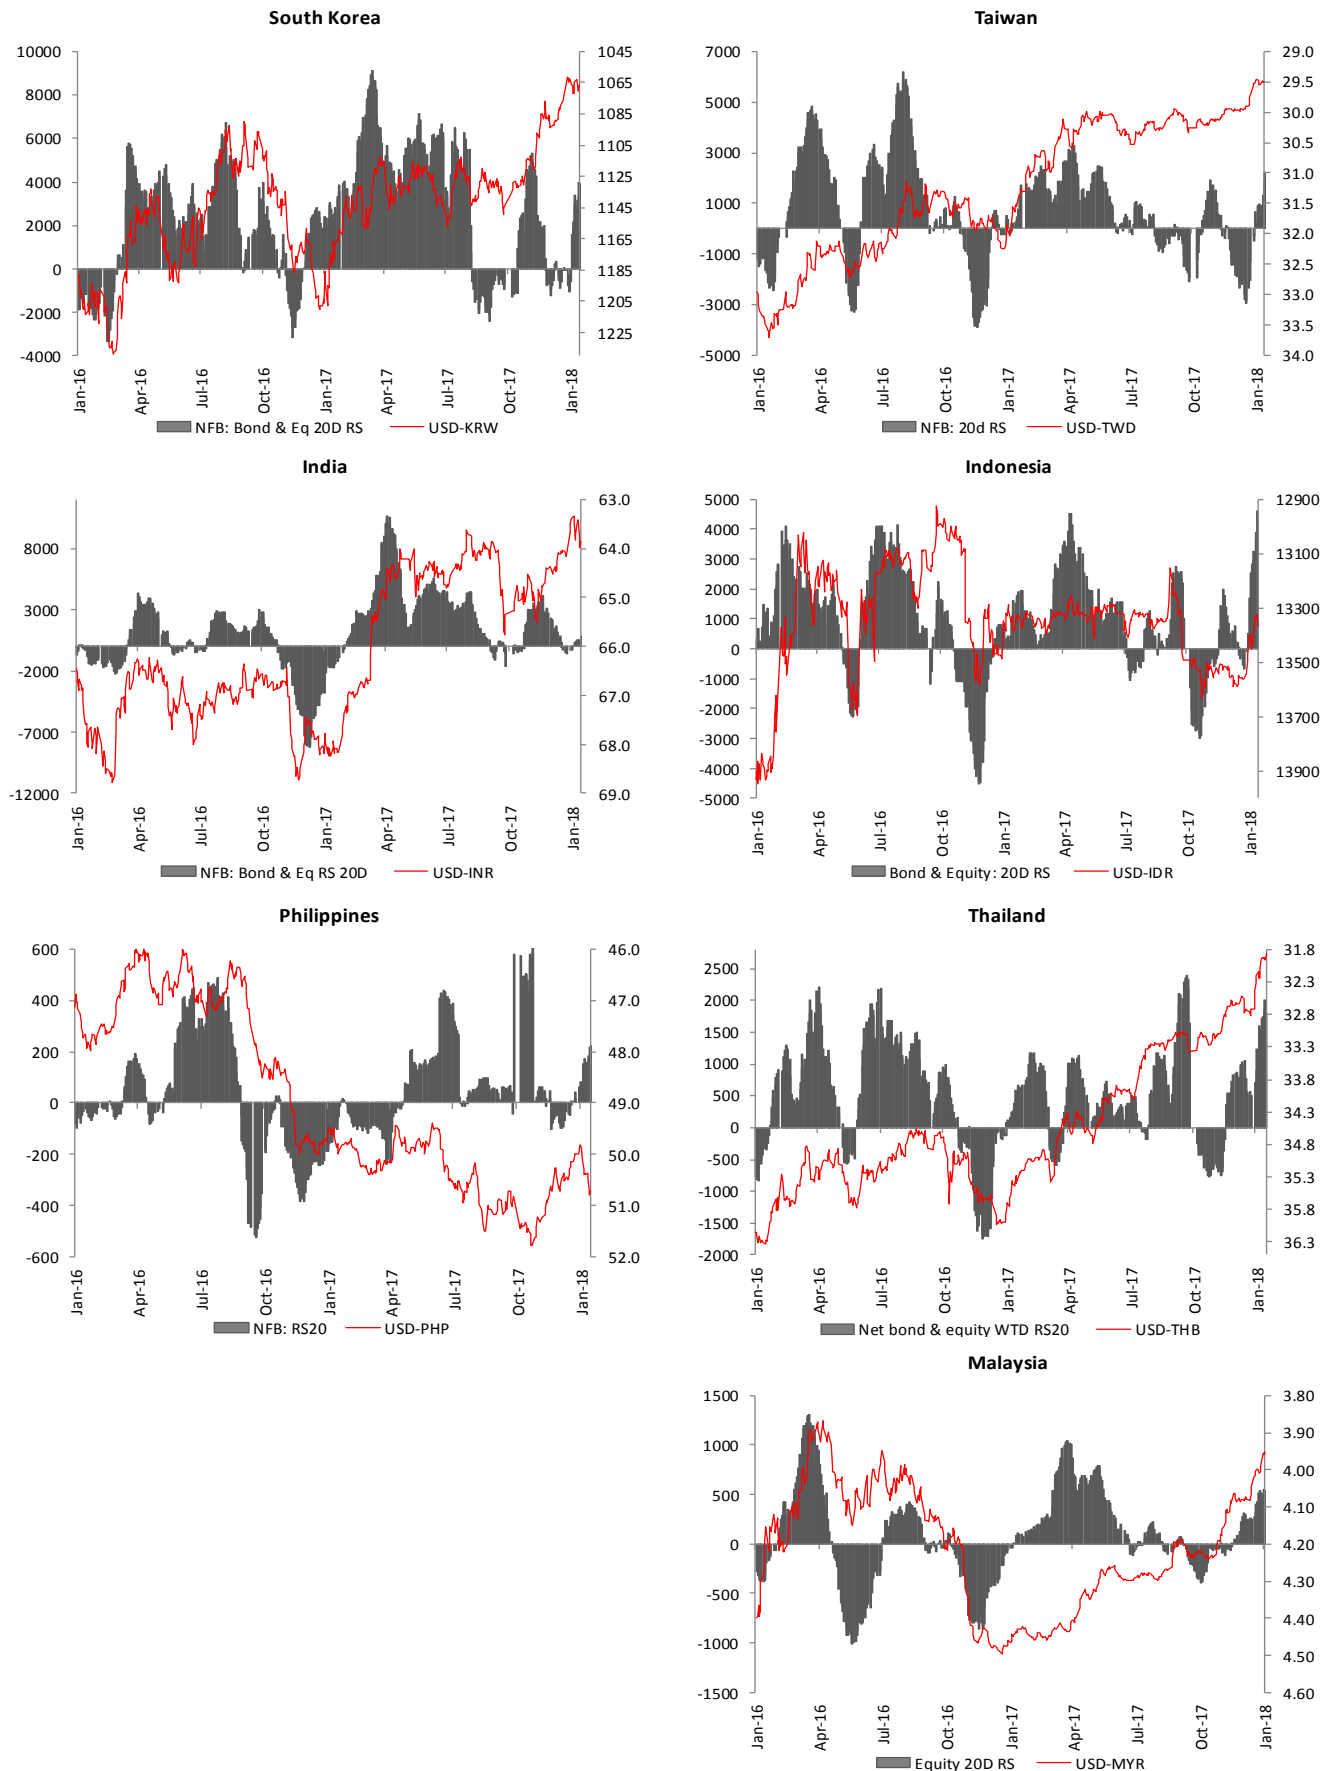 South Korea
10000
8000
6000
4000
2000
0
-2000
-4000
1045
1065
1085
1105
1125
1145
1165
1185
1205
1225
Jan-16
Apr-16
Jul-16
Oct-16
Jan-17
Apr-17
Jul-17
Oct-17
Jan-18
NFB: Bond & Eq 20D RS USD-KRW
Taiwan
7000
5000
3000
1000
-1000
-3000
-5000
29.0
29.5
30.0
30.5
31.0
31.5
32.0
32.5
33.0
33.5
34.0
Jan-16
Apr-16
Jul-16
Oct-16
Jan-17
Apr-17
Jul-17
Oct-17
Jan-18
NFB: 20d RS USD-TWD
India
8000
3000
-2000
-7000
-12000
63.0
64.0
65.0
66.0
67.0
68.0
69.0
Jan-16
Apr-16
Jul-16
Oct-16
Jan-17
Apr-17
Jul-17
Oct-17
Jan-18
NFB: Bond & Eq RS 20D USD-INR
Indonesia
5000
4000
3000
2000
1000
0
-1000
-2000
-3000
-4000
-5000
12900
13100
13300
13500
13700
13900
Jan-16
Apr-16
Jul-16
Oct-16
Jan-17
Apr-17
Jul-17
Oct-17
Jan-18
Bond & Equity: 20D RS USD-IDR
Philippines
600
400
200
0
-200
-400
-600
46.0
47.0
48.0
49.0
50.0
51.0
52.0
Jan-16
Apr-16
Jul-16
Oct-16
Jan-17
Apr-17
Jul-17
Oct-17
Jan-18
NFB: RS20 USD-PHP
Thailand
2500
2000
1500
1000
500
0
-500
-1000
-1500
-2000
31.8
32.3
32.8
33.3
33.8
34.3
34.8
35.3
35.8
36.3
Jan-16
Apr-16
Jul-16
Oct-16
Jan-17
Apr-17
Jul-17
Oct-17
Jan-18
Net bond & equity WTD RS20 USD-THB
Malaysia
1500
1000
500
0
-500
-1000
-1500
3.80
3.90
4.00
4.10
4.20
4.30
4.40
4.50
4.60
Jan-16
Apr-16
Jul-16
Oct-16
Jan-17
Apr-17
Jul-17
Oct-17
Jan-18
Equity 20D RS USD-MYR